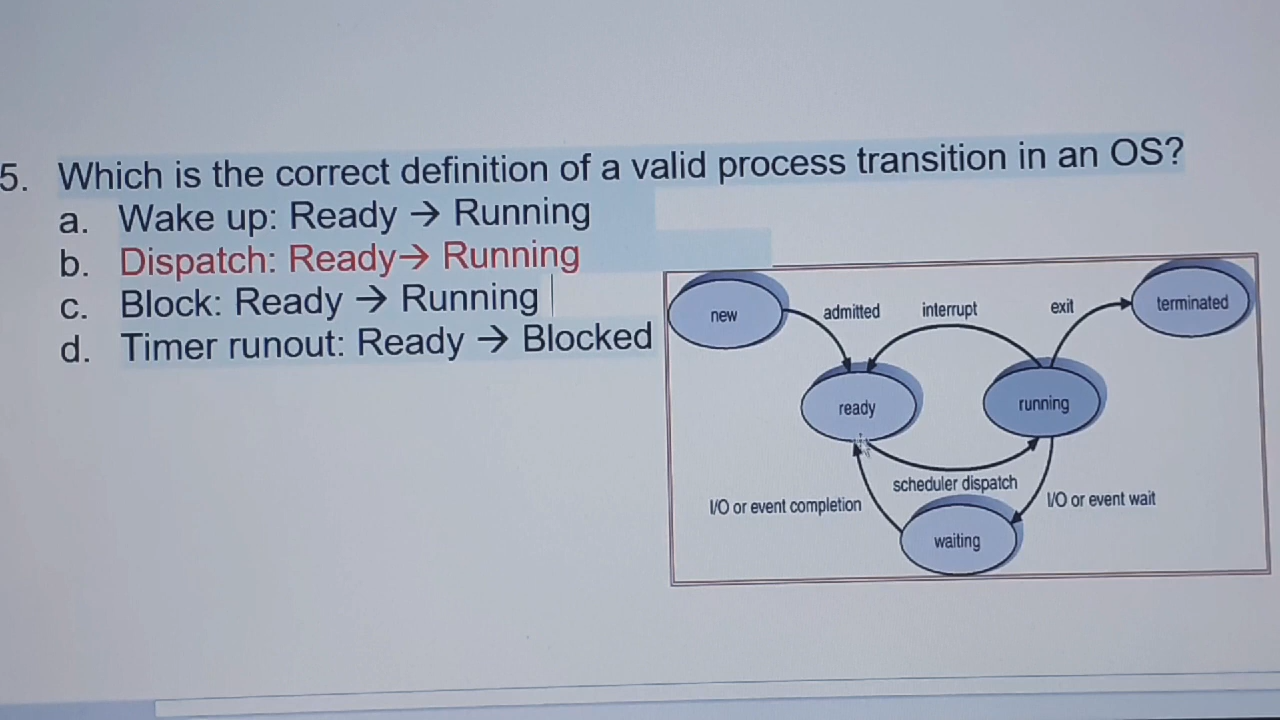 5. Which is the correct definition of a valid process transition in an OS?
a. Wake up: Ready → Running
b. Dispatch: Ready→ Running
c. Block: Ready → Running
d. Timer runout: Ready → Blocked
new
admitted
interrupt
exit
terminated
ready
running
scheduler dispatch
I/O or event completion
I/O or event wait
waiting